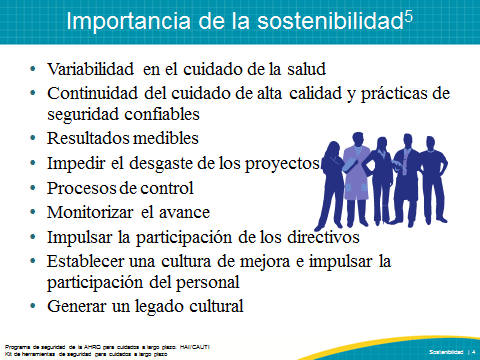 Importancia de la sostenibilidad5
• Variabilidad en el cuidado de la salud
• Continuidad del cuidado de alta calidad y prácticas de
seguridad confiables
• Resultados medibles
• Impedir el desgaste de los proyectos
• Procesos de control
• Monitorizar el avance
• Impulsar la participación de los directivos
• Establecer una cultura de mejora e impulsar la
participación del personal
• Generar un legado cultural
Programa de seguridad de la AHRQ para cuidados a largo plazo: HAI/CAUTI
Kit de herramientas de seguridad para cuidados a largo plazo
Sostenibilidad | 4